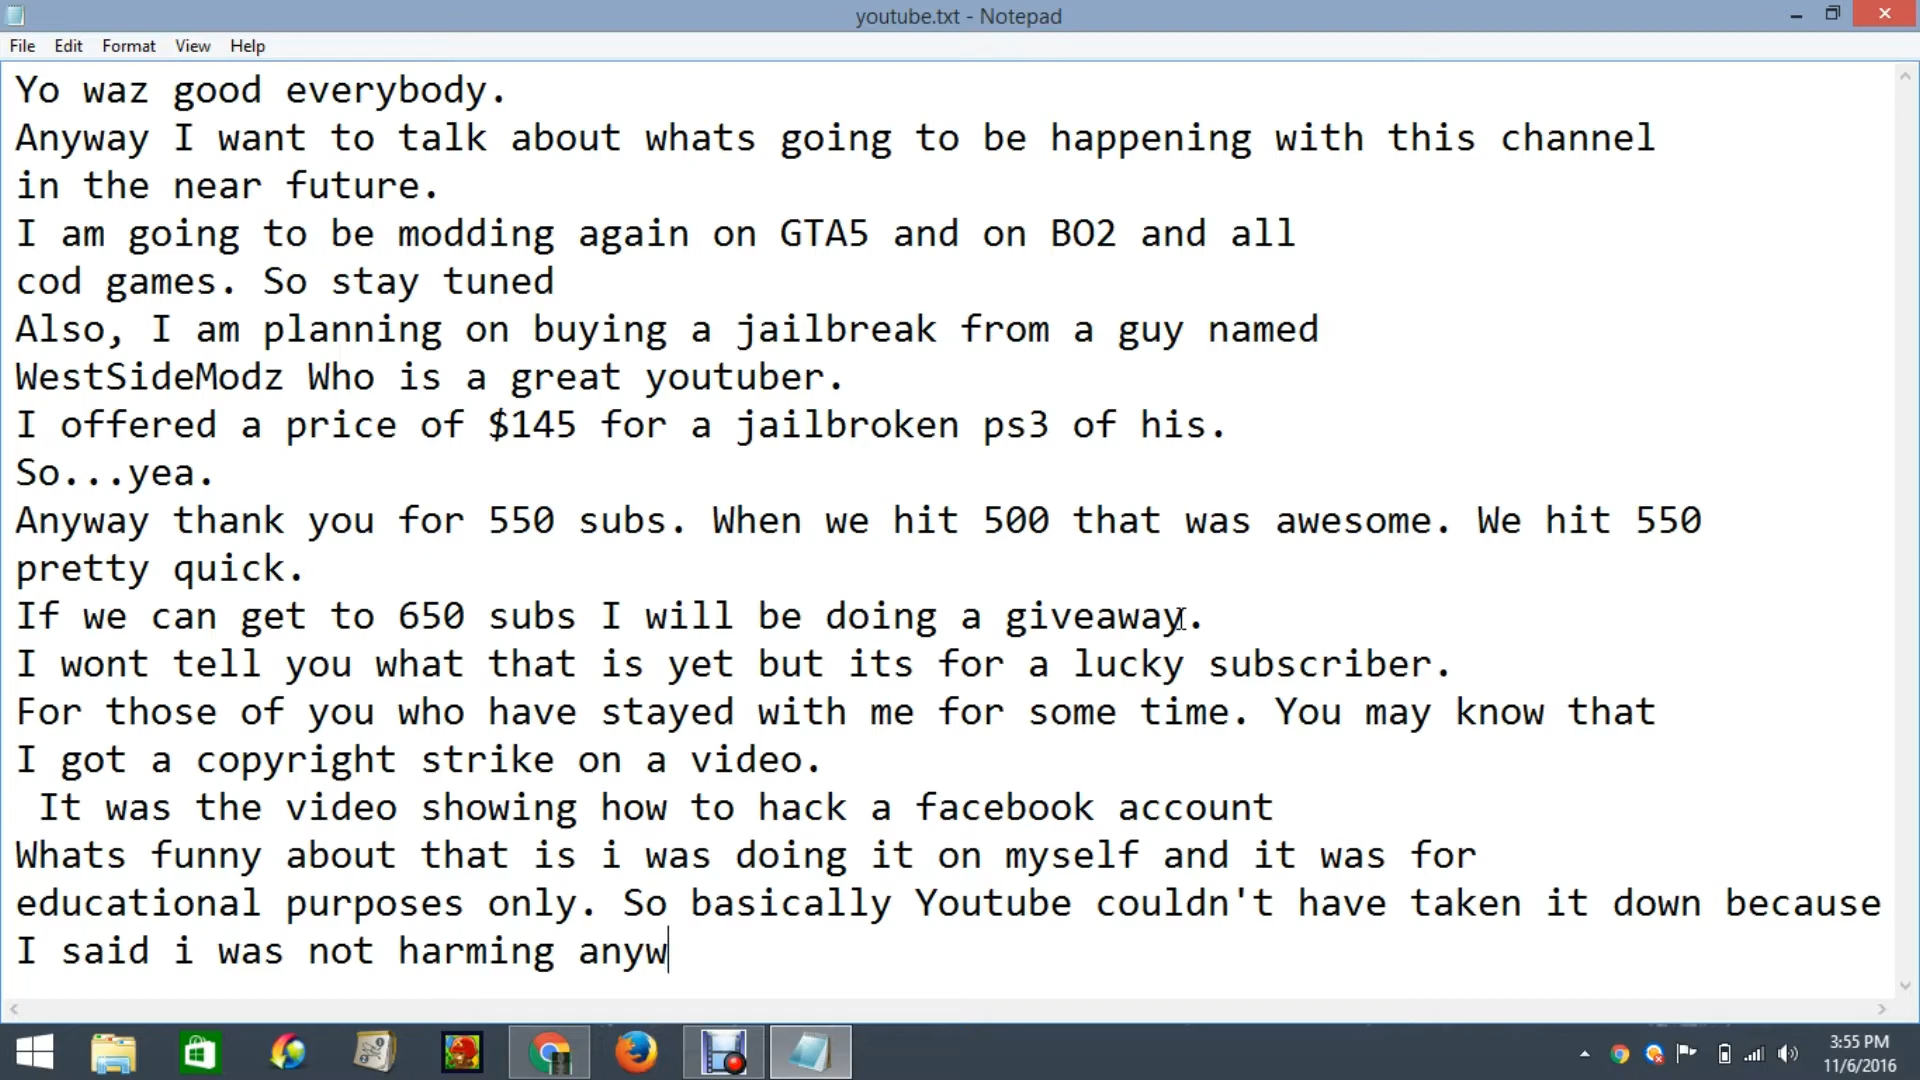 youtube.txt - Notepad
File Edit Format View Help
Yo waz good everybody.
Anyway I want to talk about whats going to be happening with this channel
in the near future.
I am going to be modding again on GTA5 and on BO2 and all
cod games. So stay tuned
Also, I am planning on buying a jailbreak from a guy named
WestSideModz Who is a great youtuber.
I offered a price of $145 for a jailbroken ps3 of his.
So...yea.
Anyway thank you for 550 subs. When we hit 500 that was awesome. We hit 550
pretty quick.
If we can get to 650 subs I will be doing a giveaway.
I wont tell you what that is yet but its for a lucky subscriber.
For those of you who have stayed with me for some time. You may know that
I got a copyright strike on a video.
 It was the video showing how to hack a facebook account
Whats funny about that is i was doing it on myself and it was for
educational purposes only. So basically Youtube couldn't have taken it down because
I said i was not harming anyw
3:55 PM
11/6/2016